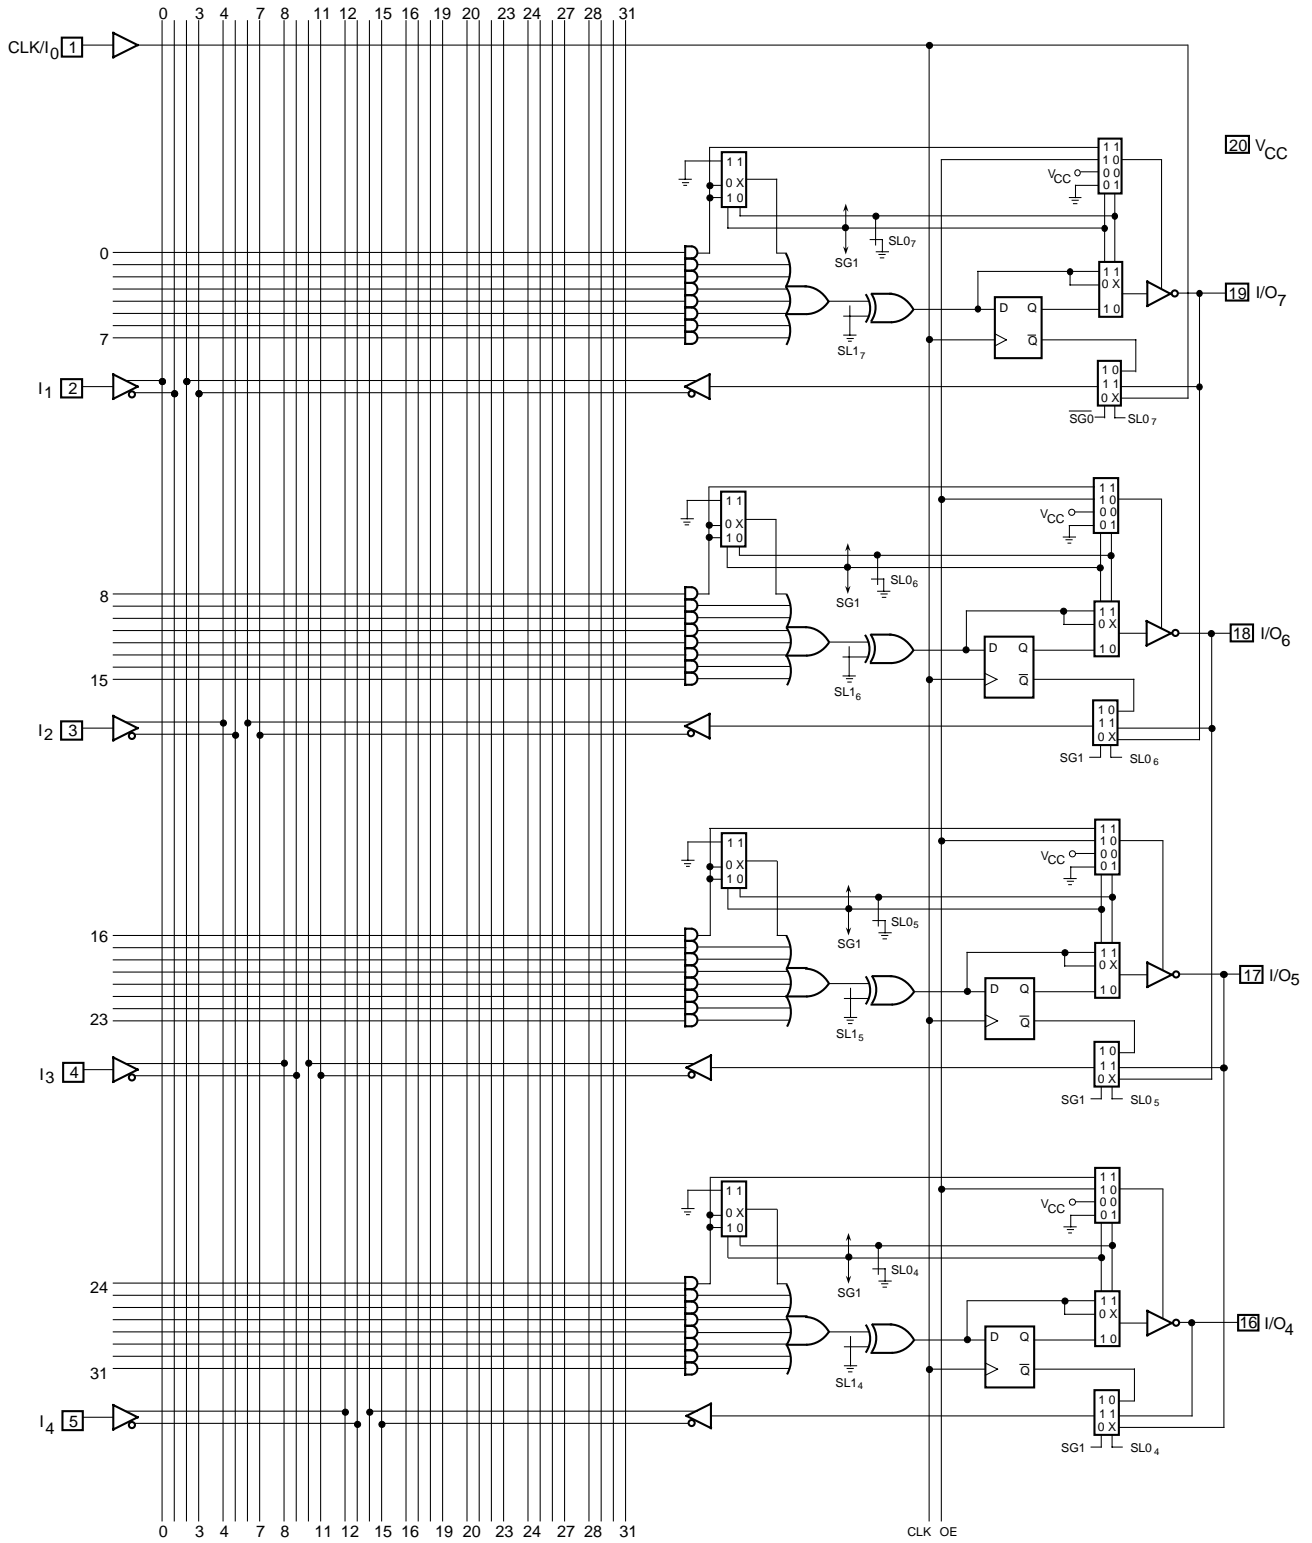 0 3 4 7 8 11 12 15 16 19 20 23 24 27 28 31
CLK/I0 1
20 VCC
1 1
0 X
1 0
1 1
1 0
0 0
0 1
VCC
SG1
SL07
0
7
SL17
D Q
Q̅
1 1
0 X
1 0
19 I/O7
1 0
1 1
0 X
S̅G̅0̅ SL07
I1 2
1 1
0 X
1 0
1 1
1 0
0 0
0 1
VCC
SG1
SL06
8
15
SL16
D Q
Q̅
1 1
0 X
1 0
18 I/O6
1 0
1 1
0 X
SG1 SL06
I2 3
1 1
0 X
1 0
1 1
1 0
0 0
0 1
VCC
SG1
SL05
16
23
SL15
D Q
Q̅
1 1
0 X
1 0
17 I/O5
1 0
1 1
0 X
SG1 SL05
I3 4
1 1
0 X
1 0
1 1
1 0
0 0
0 1
VCC
SG1
SL04
24
31
SL14
D Q
Q̅
1 1
0 X
1 0
16 I/O4
1 0
1 1
0 X
SG1 SL04
I4 5
0 3 4 7 8 11 12 15 16 19 20 23 24 27 28 31
CLK OE